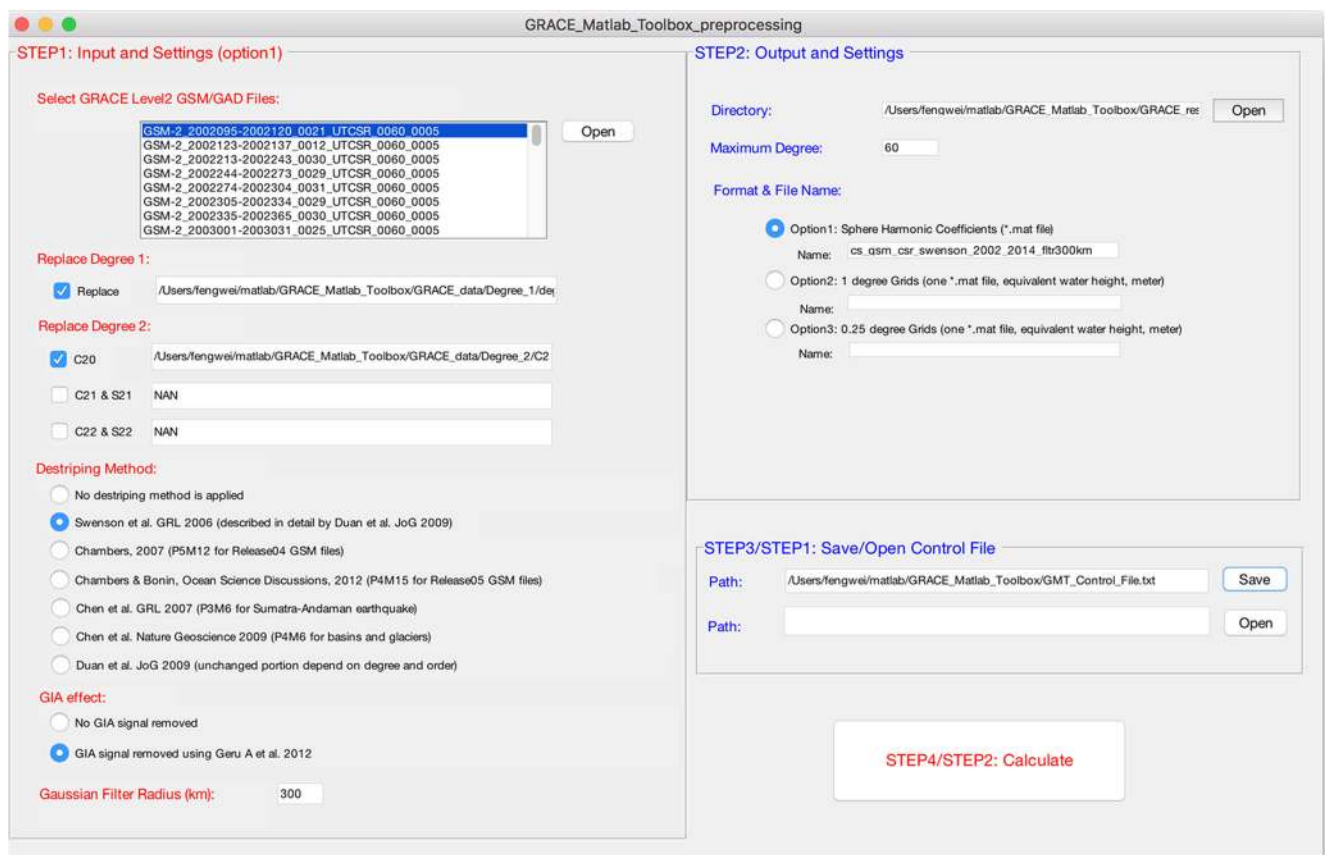 GRACE_Matlab_Toolbox_preprocessing
STEP1: Input and Settings (option1)
Select GRACE Level2 GSM/GAD Files:
GSM-2_2002095-2002120_0021_UTCSR_0060_0005
Open
GSM-2_2002123-2002137_0012_UTCSR_0060_0005
GSM-2_2002213-2002243_0030_UTCSR_0060_0005
GSM-2_2002244-2002273_0029_UTCSR_0060_0005
GSM-2_2002274-2002304_0031_UTCSR_0060_0005
GSM-2_2002305-2002334_0029_UTCSR_0060_0005
GSM-2_2002335-2002365_0030_UTCSR_0060_0005
GSM-2_2003001-2003031_0025_UTCSR_0060_0005
Replace Degree 1:
Replace /Users/fengwei/matlab/GRACE_Matlab_Toolbox/GRACE_data/Degree_1/deg
Replace Degree 2:
C20 /Users/fengwei/matlab/GRACE_Matlab_Toolbox/GRACE_data/Degree_2/C2
C21 & S21 NAN
C22 & S22 NAN
Destriping Method:
No destriping method is applied
Swenson et al. GRL 2006 (described in detail by Duan et al. JoG 2009)
Chambers, 2007 (P5M12 for Release04 GSM files)
Chambers & Bonin, Ocean Science Discussions, 2012 (P4M15 for Release05 GSM files)
Chen et al. GRL 2007 (P3M6 for Sumatra-Andaman earthquake)
Chen et al. Nature Geoscience 2009 (P4M6 for basins and glaciers)
Duan et al. JoG 2009 (unchanged portion depend on degree and order)
GIA effect:
No GIA signal removed
GIA signal removed using Geru A et al. 2012
Gaussian Filter Radius (km): 300
STEP2: Output and Settings
Directory: /Users/fengwei/matlab/GRACE_Matlab_Toolbox/GRACE_res Open
Maximum Degree: 60
Format & File Name:
Option1: Sphere Harmonic Coefficients (*.mat file)
Name: cs_gsm_csr_swenson_2002_2014_fltr300km
Option2: 1 degree Grids (one *.mat file, equivalent water height, meter)
Name:
Option3: 0.25 degree Grids (one *.mat file, equivalent water height, meter)
Name:
STEP3/STEP1: Save/Open Control File
Path: /Users/fengwei/matlab/GRACE_Matlab_Toolbox/GMT_Control_File.txt Save
Path: Open
STEP4/STEP2: Calculate